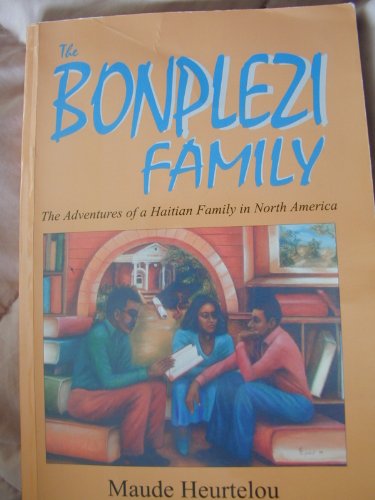 The
BONPLEZI
FAMILY
The Adventures of a Haitian Family in North America
Maude Heurtelou